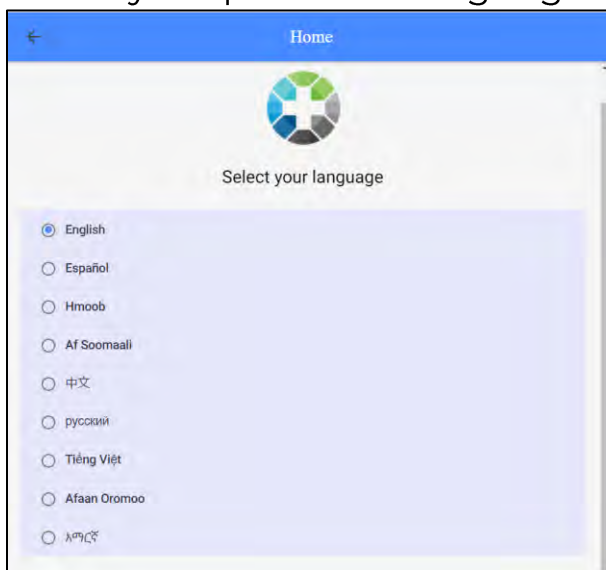 Home
Select your language
English
Español
Hmoob
Af Soomaali
中文
русский
Tiếng Việt
Afaan Oromoo
አማርኛ